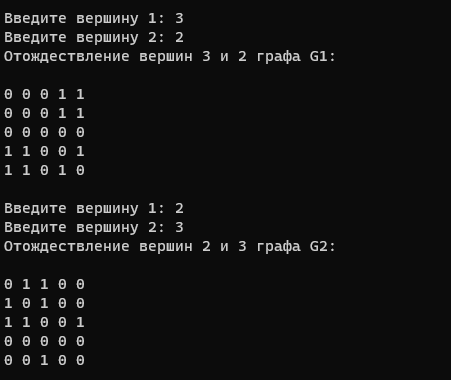 Введите вершину 1: 3
Введите вершину 2: 2
Отождествление вершин 3 и 2 графа G1:
0 0 0 1 1
0 0 0 1 1
0 0 0 0 0
1 1 0 0 1
1 1 0 1 0
Введите вершину 1: 2
Введите вершину 2: 3
Отождествление вершин 2 и 3 графа G2:
0 1 1 0 0
1 0 1 0 0
1 1 0 0 1
0 0 0 0 0
0 0 1 0 0